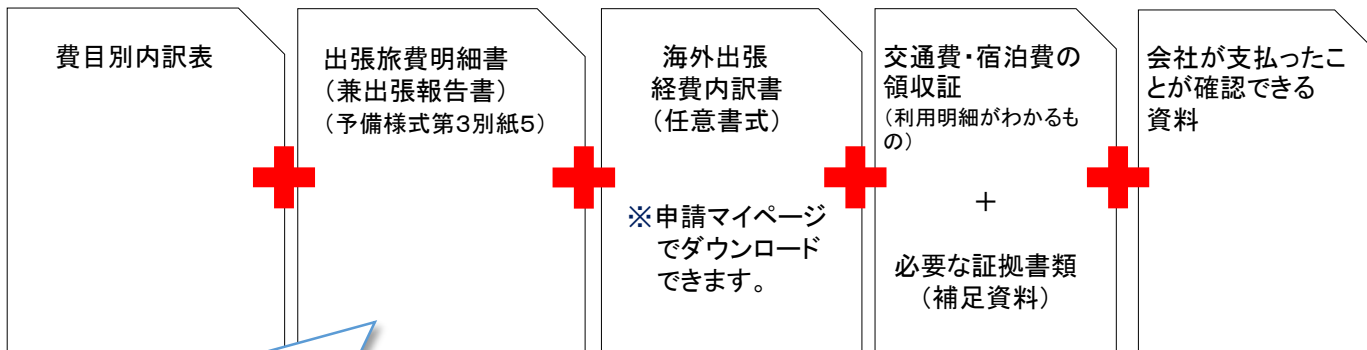 費目別内訳表
出張旅費明細書
(兼出張報告書)
(予備様式第3別紙5)
海外出張
経費内訳書
(任意書式)
※申請マイページ
でダウンロード
できます。
交通費・宿泊費の
領収証
(利用明細がわかるも
の)
+
必要な証拠書類
(補足資料)
会社が支払ったこ
とが確認できる
資料